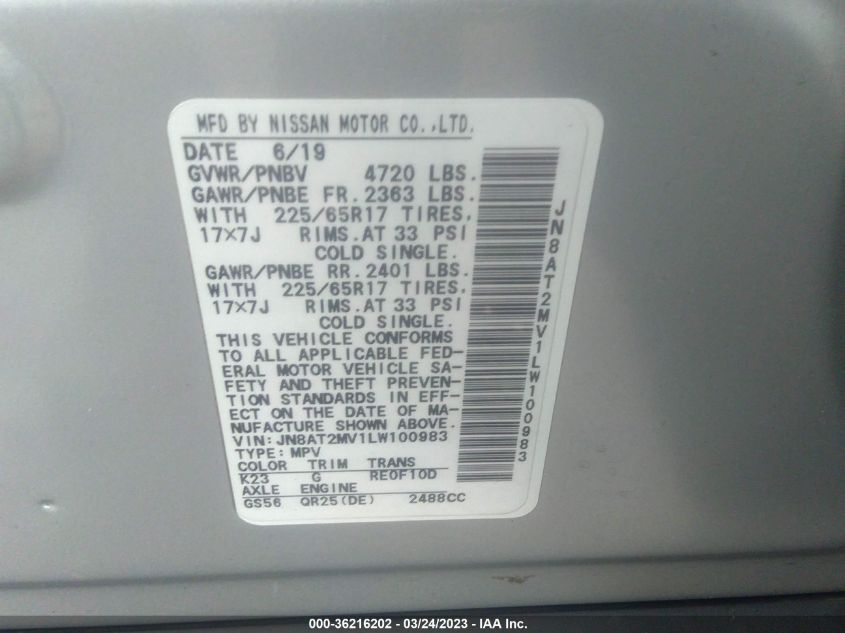 MFD BY NISSAN MOTOR CO.,LTD.
DATE 6/19
GVWR/PNBV 4720 LBS.
GAWR/PNBE FR. 2363 LBS.
WITH 225/65R17 TIRES,
17×7J RIMS.AT 33 PSI
COLD SINGLE.
GAWR/PNBE RR. 2401 LBS.
WITH 225/65R17 TIRES,
17×7J RIMS.AT 33 PSI
COLD SINGLE.
THIS VEHICLE CONFORMS
TO ALL APPLICABLE FED-
ERAL MOTOR VEHICLE SA-
FETY AND THEFT PREVEN-
TION STANDARDS IN EFF-
ECT ON THE DATE OF MA-
NUFACTURE SHOWN ABOVE.
VIN: JN8AT2MV1LW100983
TYPE: MPV
COLOR TRIM TRANS
K23 G RE0F10D
AXLE ENGINE
GS56 QR25(DE) 2488CC
JN8AT2MV1LW100983
000-36216202 - 03/24/2023 - IAA Inc.